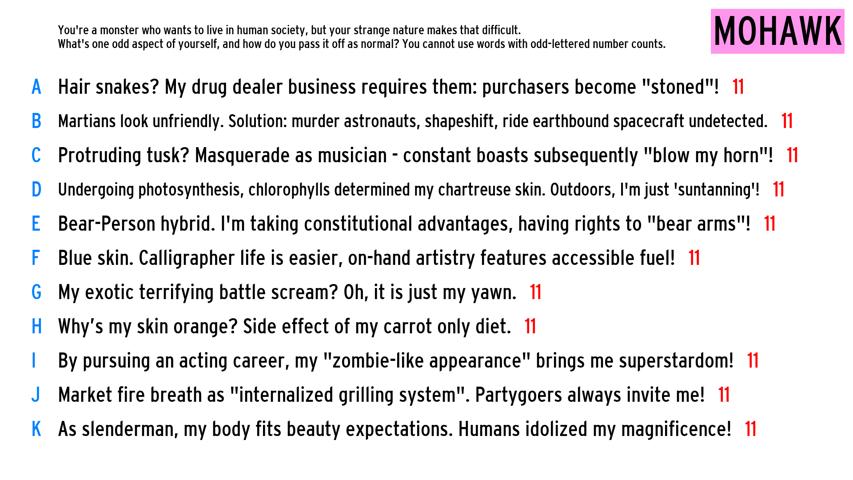 You're a monster who wants to live in human society, but your strange nature makes that difficult.
What's one odd aspect of yourself, and how do you pass it off as normal? You cannot use words with odd-lettered number counts.
MOHAWK
A Hair snakes? My drug dealer business requires them: purchasers become "stoned"! 11
B Martians look unfriendly. Solution: murder astronauts, shapeshift, ride earthbound spacecraft undetected. 11
C Protruding tusk? Masquerade as musician - constant boasts subsequently "blow my horn"! 11
D Undergoing photosynthesis, chlorophylls determined my chartreuse skin. Outdoors, I'm just 'suntanning'! 11
E Bear-Person hybrid. I'm taking constitutional advantages, having rights to "bear arms"! 11
F Blue skin. Calligrapher life is easier, on-hand artistry features accessible fuel! 11
G My exotic terrifying battle scream? Oh, it is just my yawn. 11
H Why's my skin orange? Side effect of my carrot only diet. 11
I By pursuing an acting career, my "zombie-like appearance" brings me superstardom! 11
J Market fire breath as "internalized grilling system". Partygoers always invite me! 11
K As slenderman, my body fits beauty expectations. Humans idolized my magnificence! 11